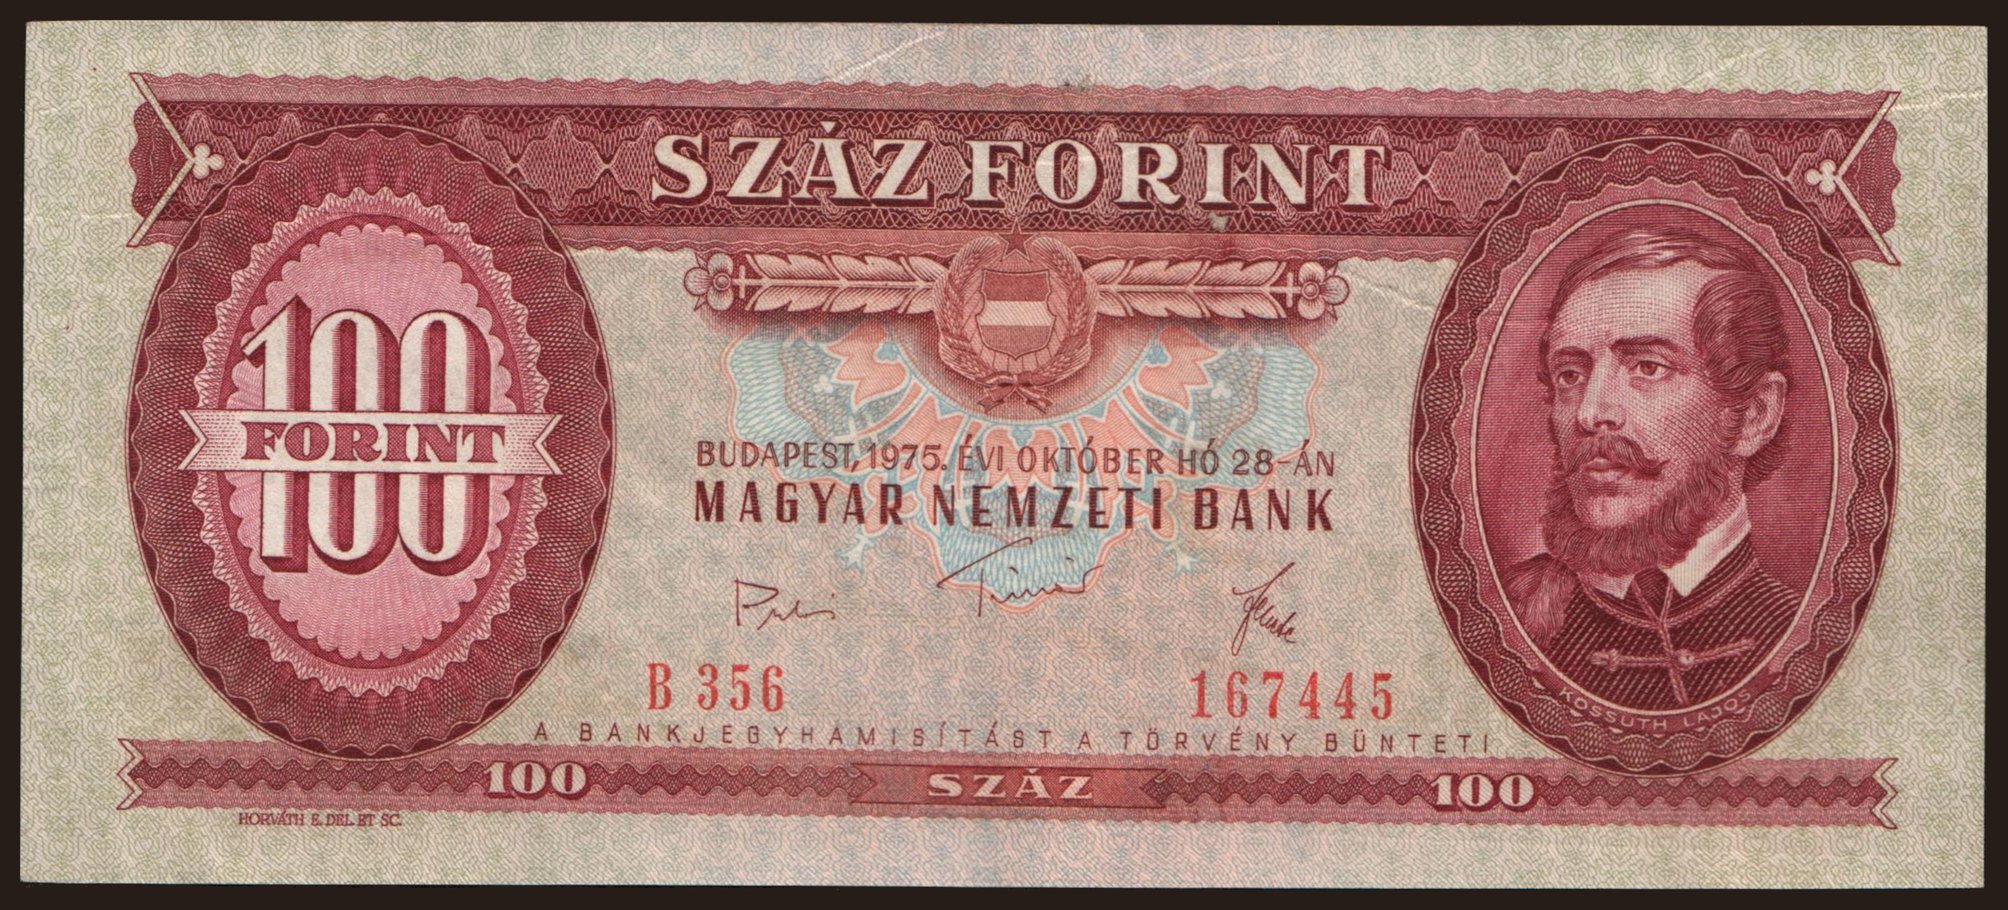 SZÁZ FORINT
100
FORINT
BUDAPEST, 1975. ÉVI OKTÓBER HÓ 28-ÁN
MAGYAR NEMZETI BANK
B 356 167445
KOSSUTH LAJOS
A BANKJEGYHAMISÍTÁST A TÖRVÉNY BÜNTETI
100 SZÁZ 100
HORVÁTH E. DEL. ET SC.